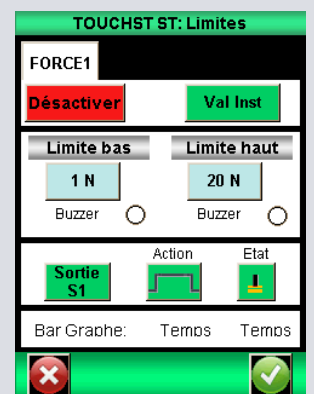 TOUCHST ST: Limites
FORCE1
Désactiver Val Inst
Limite bas Limite haut
1 N 20 N
Buzzer Buzzer
Action Etat
Sortie
S1
Bar Graphe: Temps Temps